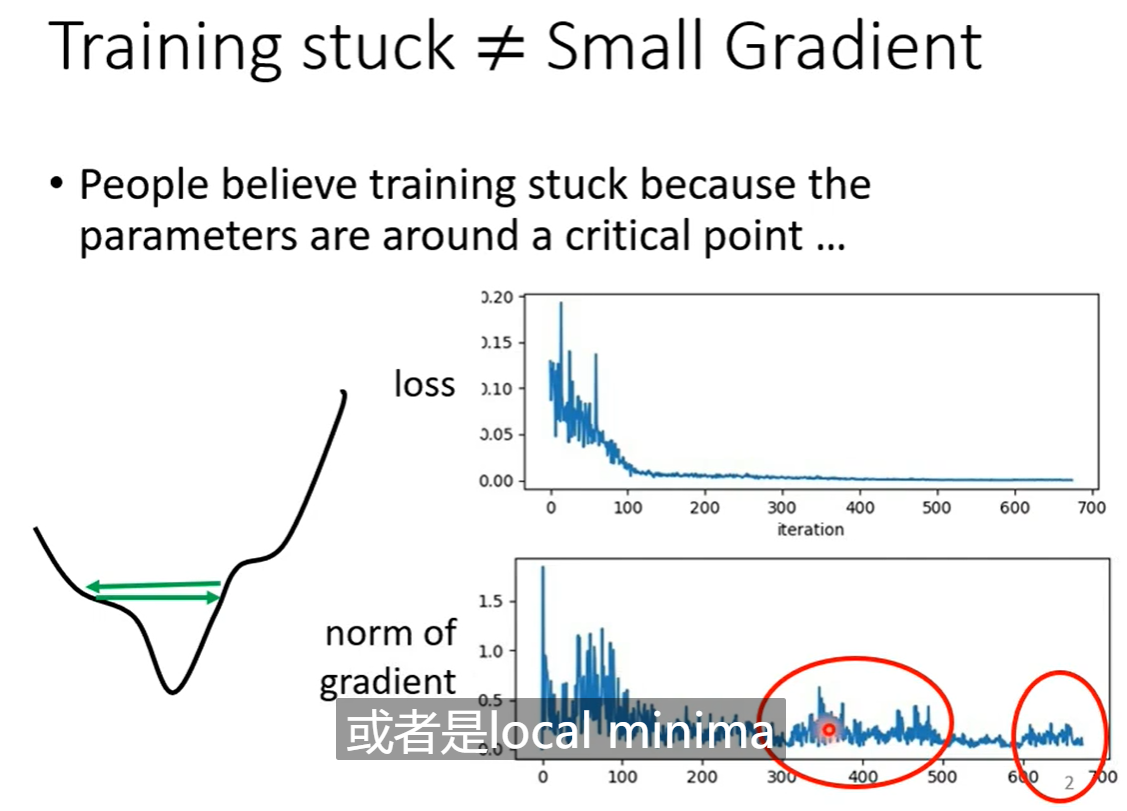 Training stuck ≠ Small Gradient
• People believe training stuck because the
parameters are around a critical point ...
loss
0.20
0.15
0.10
0.05
0.00
0 100 200 300 400 500 600 700
iteration
norm of
gradient
1.5
1.0
0.5
0.0
0 100 200 300 400 500 600 700
2
或者是local minima